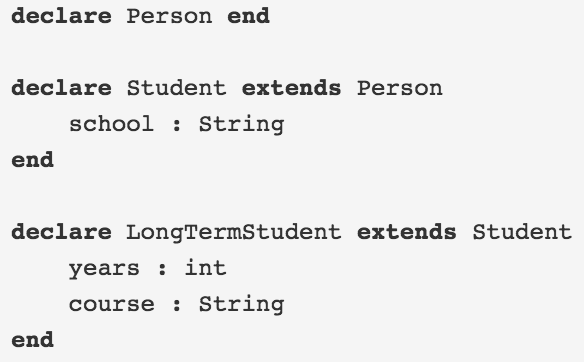 declare Person end
declare Student extends Person
    school : String
end
declare LongTermStudent extends Student
    years : int
    course : String
end